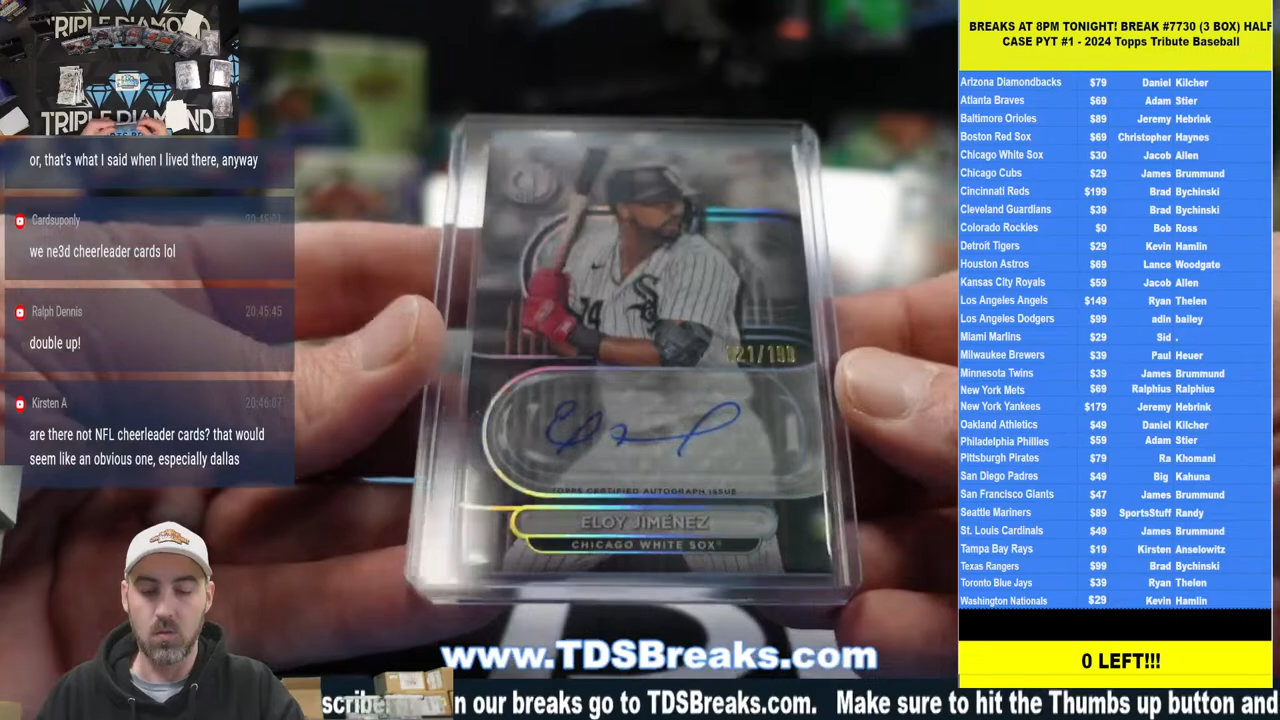 TRIPLE DIAMOND
TRIPLE DIAMOND
or, that's what I said when I lived there, anyway
Cardsuponly
we ne3d cheerleader cards lol
Ralph Dennis
20:45:45
double up!
Kirsten A
are there not NFL cheerleader cards? that would
seem like an obvious one, especially dallas
TOPPS CERTIFIED AUTOGRAPH ISSUE
ELOY JIMÉNEZ
CHICAGO WHITE SOX
www.TDSBreaks.com
n our breaks go to TDSBreaks.com. Make sure to hit the Thumbs up button and
BREAKS AT 8PM TONIGHT! BREAK #7730 (3 BOX) HALF
CASE PYT #1 - 2024 Topps Tribute Baseball
Arizona Diamondbacks $79 Daniel Kilcher
Atlanta Braves $69 Adam Stier
Baltimore Orioles $89 Jeremy Hebrink
Boston Red Sox $69 Christopher Haynes
Chicago White Sox $30 Jacob Allen
Chicago Cubs $29 James Brummund
Cincinnati Reds $199 Brad Bychinski
Cleveland Guardians $39 Brad Bychinski
Colorado Rockies $0 Bob Ross
Detroit Tigers $29 Kevin Hamlin
Houston Astros $69 Lance Woodgate
Kansas City Royals $59 Jacob Allen
Los Angeles Angels $149 Ryan Thelen
Los Angeles Dodgers $99 adin bailey
Miami Marlins $29 Sid .
Milwaukee Brewers $39 Paul Heuer
Minnesota Twins $39 James Brummund
New York Mets $69 Ralphius Ralphius
New York Yankees $179 Jeremy Hebrink
Oakland Athletics $49 Daniel Kilcher
Philadelphia Phillies $59 Adam Stier
Pittsburgh Pirates $79 Ra Khomani
San Diego Padres $49 Big Kahuna
San Francisco Giants $47 James Brummund
Seattle Mariners $89 SportsStuff Randy
St. Louis Cardinals $49 James Brummund
Tampa Bay Rays $19 Kirsten Anselowitz
Texas Rangers $99 Brad Bychinski
Toronto Blue Jays $39 Ryan Thelen
Washington Nationals $29 Kevin Hamlin
0 LEFT!!!